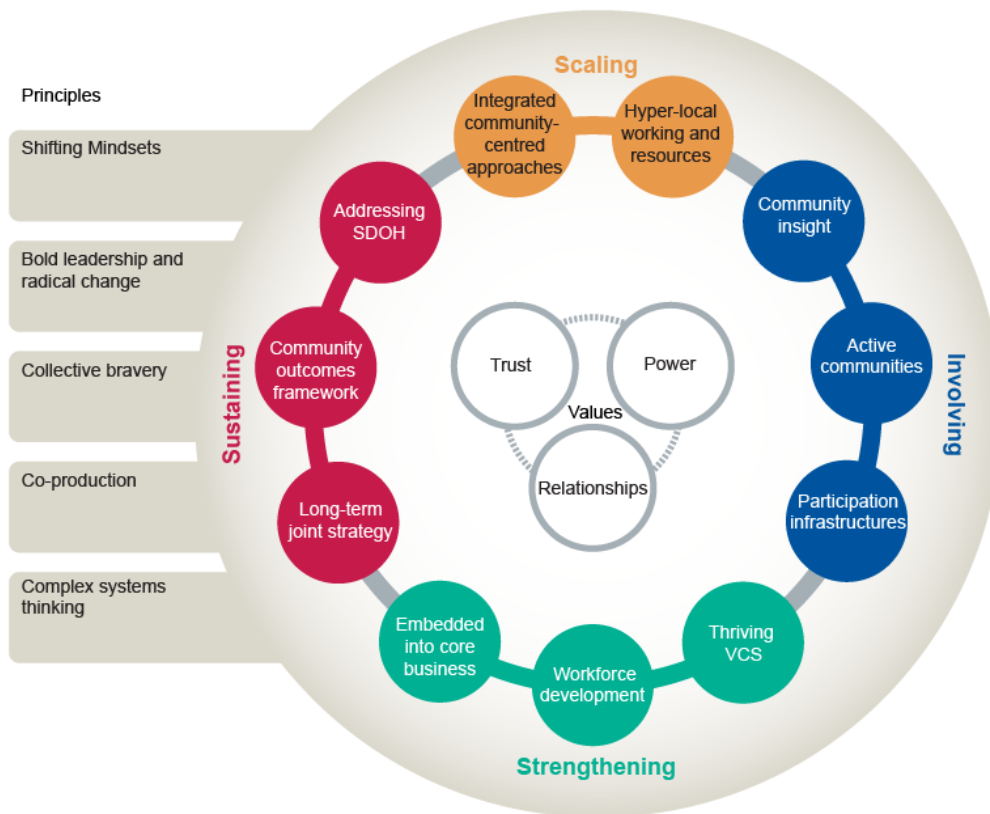 Principles
Shifting Mindsets
Bold leadership and
radical change
Collective bravery
Co-production
Complex systems
thinking
Scaling
Integrated
community-
centred
approaches
Hyper-local
working and
resources
Community
insight
Active
communities
Participation
infrastructures
Involving
Thriving
VCS
Workforce
development
Embedded
into core
business
Strengthening
Long-term
joint strategy
Community
outcomes
framework
Addressing
SDOH
Sustaining
Trust
Power
Values
Relationships